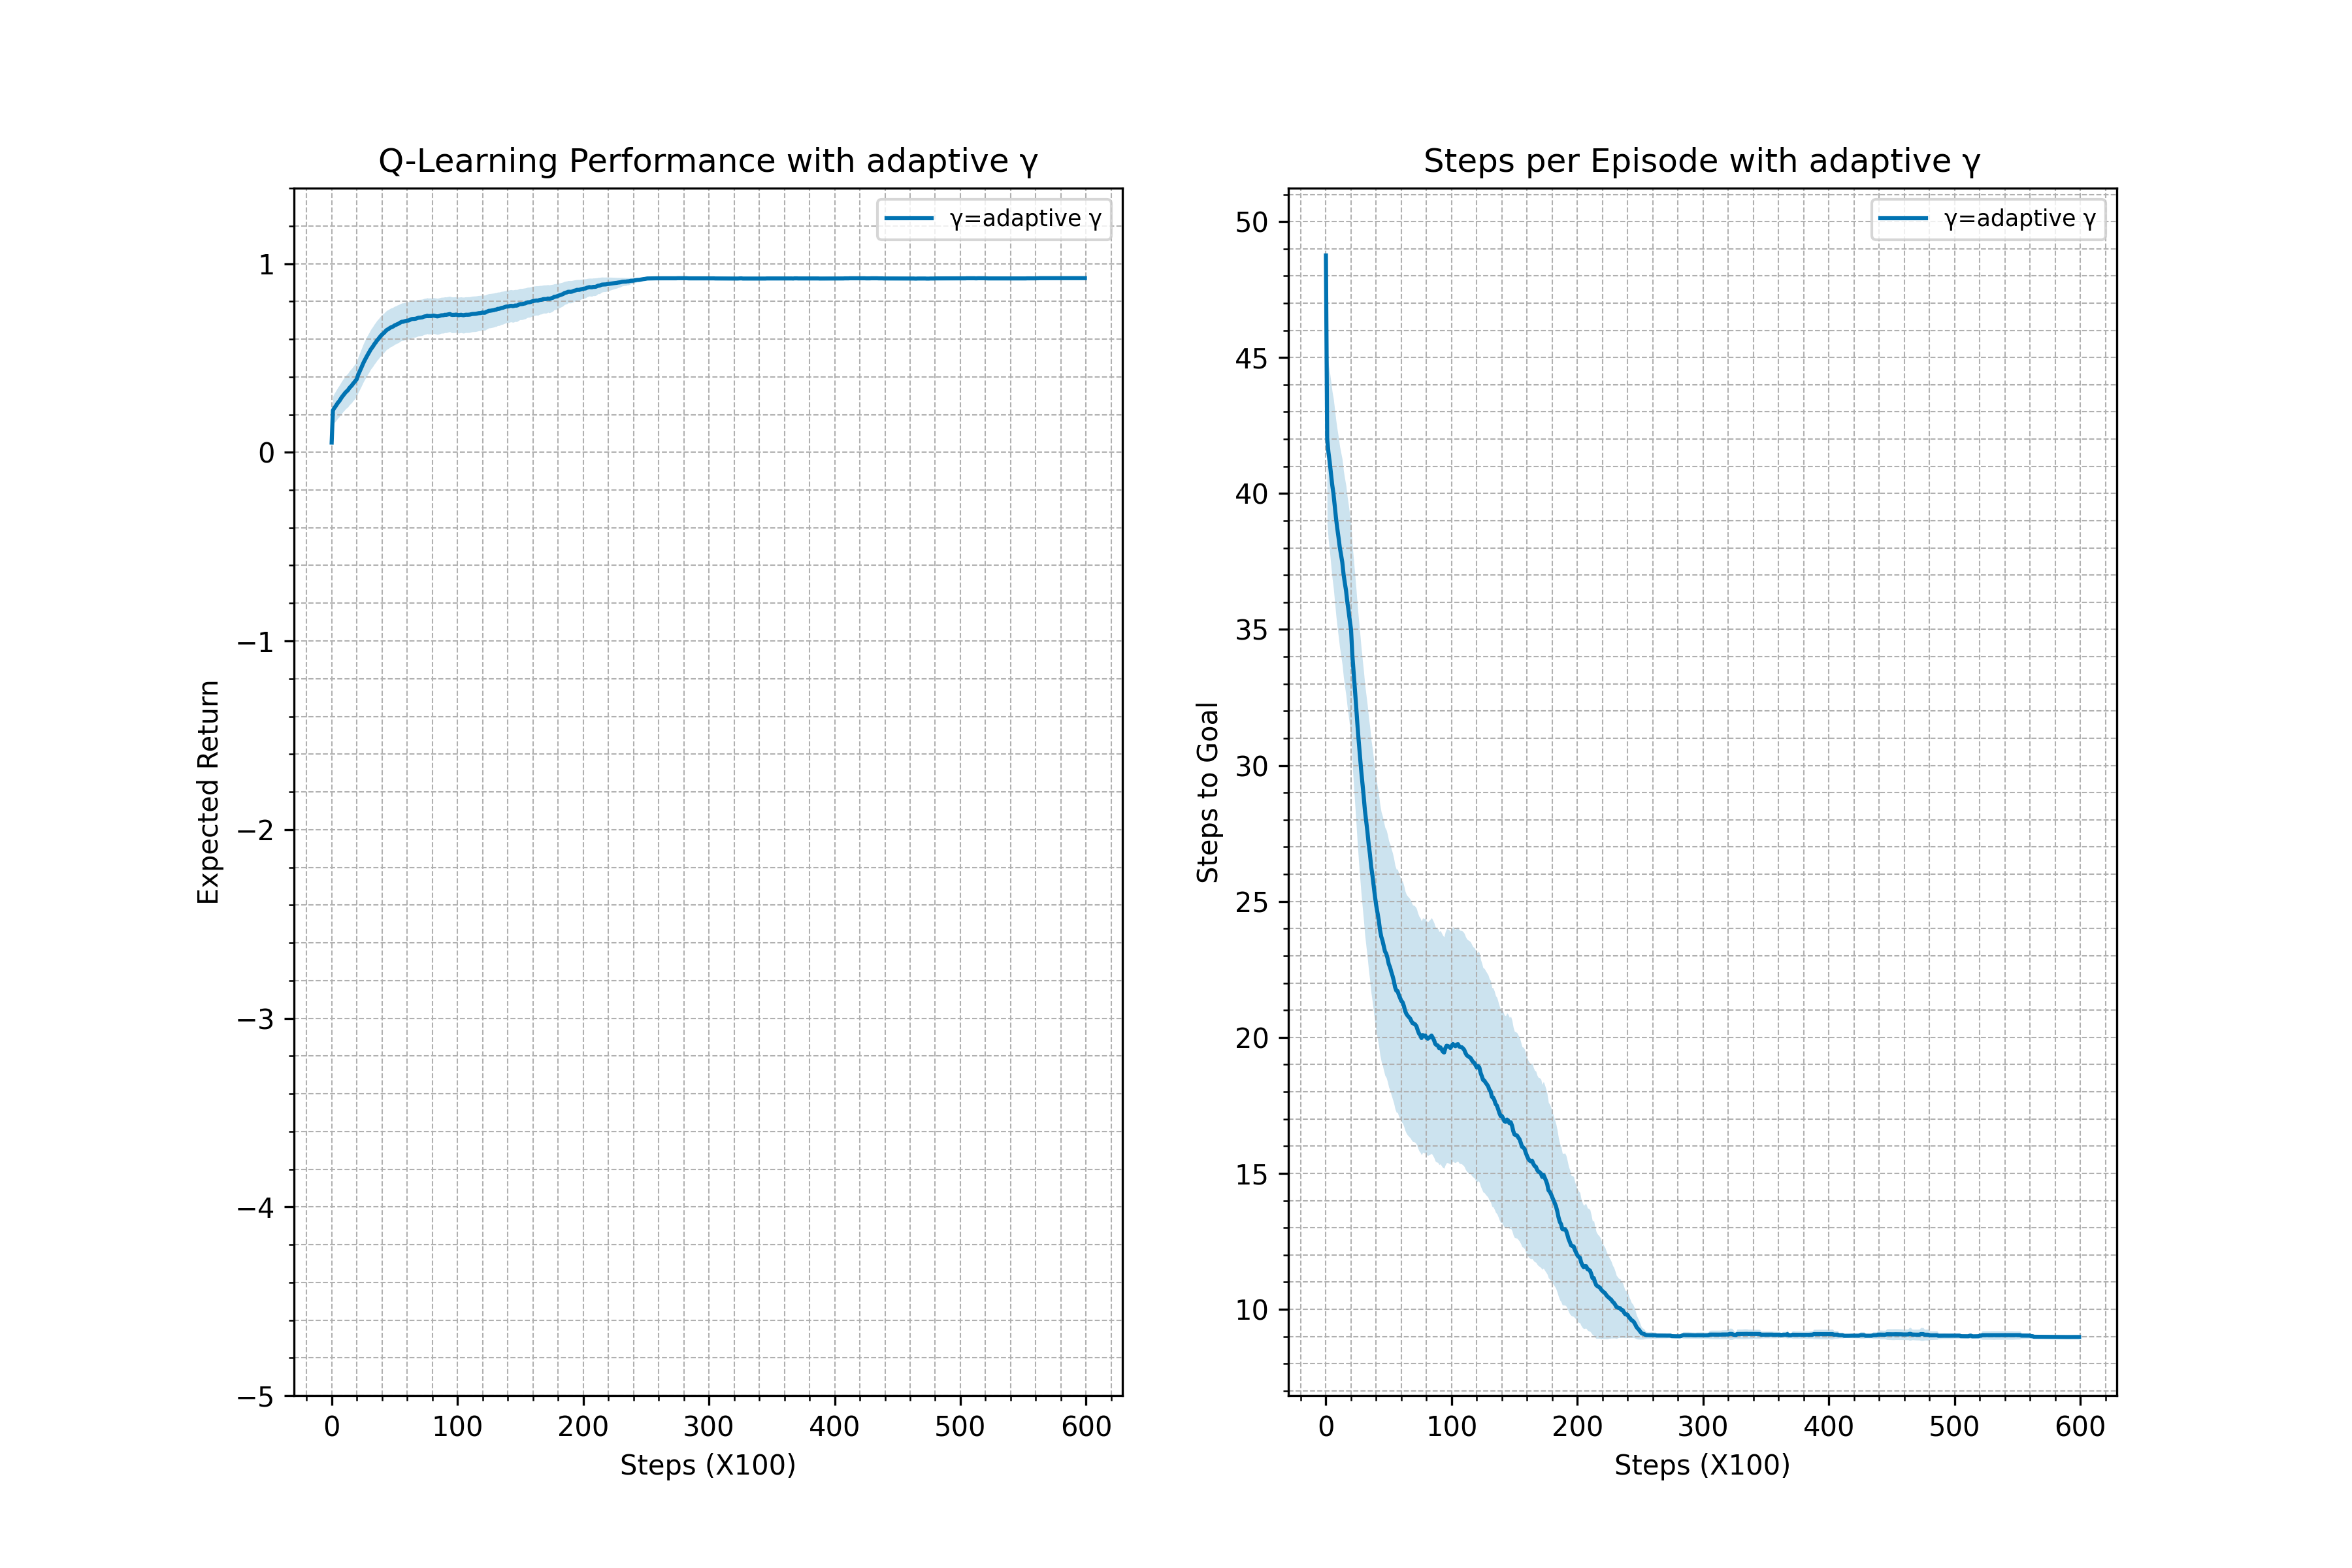 Q-Learning Performance with adaptive γ
γ=adaptive γ
1
0
−1
−2
−3
−4
−5
Expected Return
0 100 200 300 400 500 600
Steps (X100)
Steps per Episode with adaptive γ
γ=adaptive γ
50
45
40
35
30
25
20
15
10
Steps to Goal
0 100 200 300 400 500 600
Steps (X100)